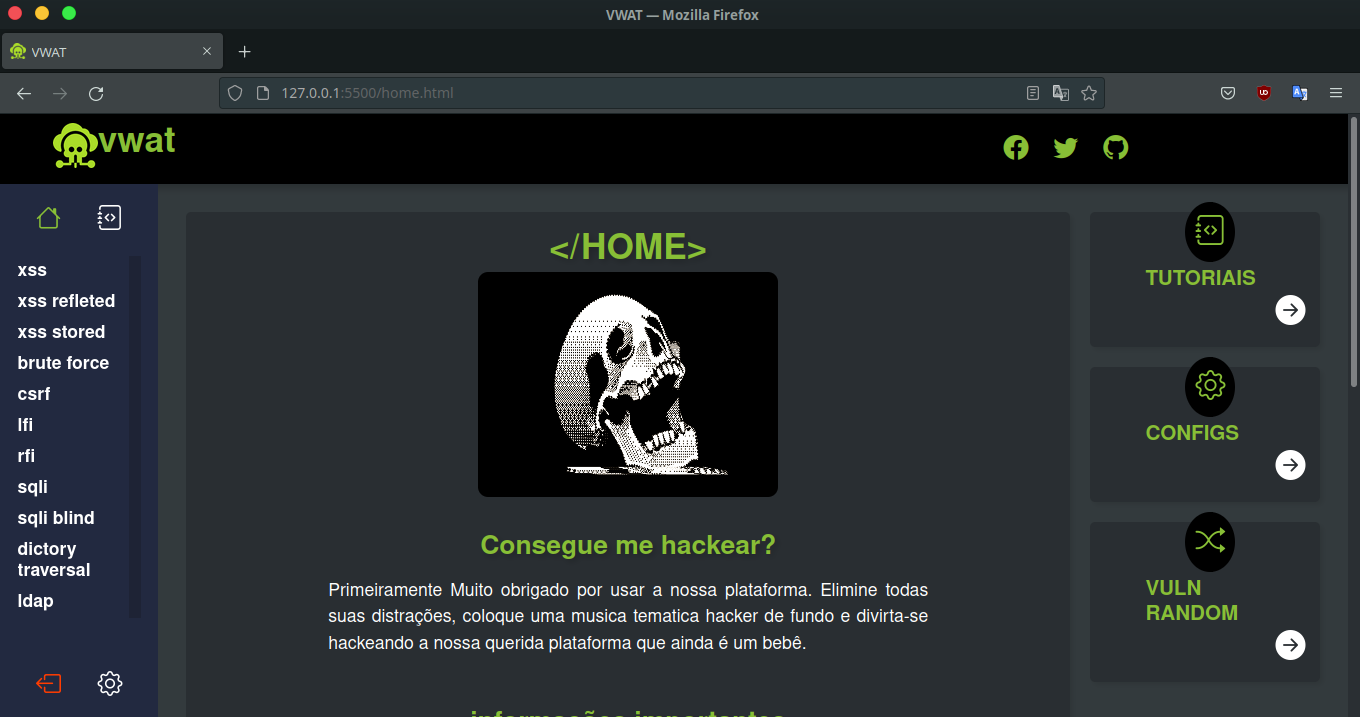 VWAT — Mozilla Firefox
VWAT
127.0.0.1:5500/home.html
vwat
xss
xss refleted
xss stored
brute force
csrf
lfi
rfi
sqli
sqli blind
dictory
traversal
ldap
</HOME>
Consegue me hackear?
Primeiramente Muito obrigado por usar a nossa plataforma. Elimine todas
suas distrações, coloque uma musica tematica hacker de fundo e divirta-se
hackeando a nossa querida plataforma que ainda é um bebê.
informações importantes
TUTORIAIS
CONFIGS
VULN
RANDOM